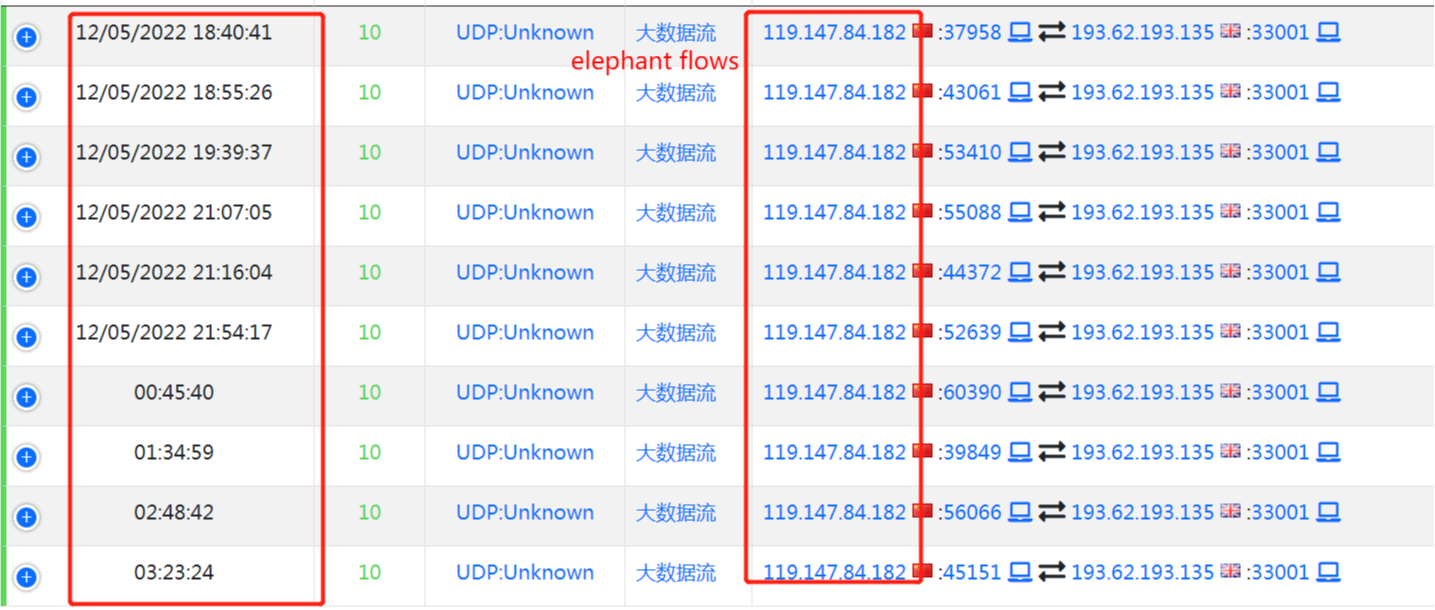 12/05/2022 18:40:41 10 UDP:Unknown 大数据流 119.147.84.182 :37958 193.62.193.135 :33001
elephant flows
12/05/2022 18:55:26 10 UDP:Unknown 大数据流 119.147.84.182 :43061 193.62.193.135 :33001
12/05/2022 19:39:37 10 UDP:Unknown 大数据流 119.147.84.182 :53410 193.62.193.135 :33001
12/05/2022 21:07:05 10 UDP:Unknown 大数据流 119.147.84.182 :55088 193.62.193.135 :33001
12/05/2022 21:16:04 10 UDP:Unknown 大数据流 119.147.84.182 :44372 193.62.193.135 :33001
12/05/2022 21:54:17 10 UDP:Unknown 大数据流 119.147.84.182 :52639 193.62.193.135 :33001
00:45:40 10 UDP:Unknown 大数据流 119.147.84.182 :60390 193.62.193.135 :33001
01:34:59 10 UDP:Unknown 大数据流 119.147.84.182 :39849 193.62.193.135 :33001
02:48:42 10 UDP:Unknown 大数据流 119.147.84.182 :56066 193.62.193.135 :33001
03:23:24 10 UDP:Unknown 大数据流 119.147.84.182 :45151 193.62.193.135 :33001